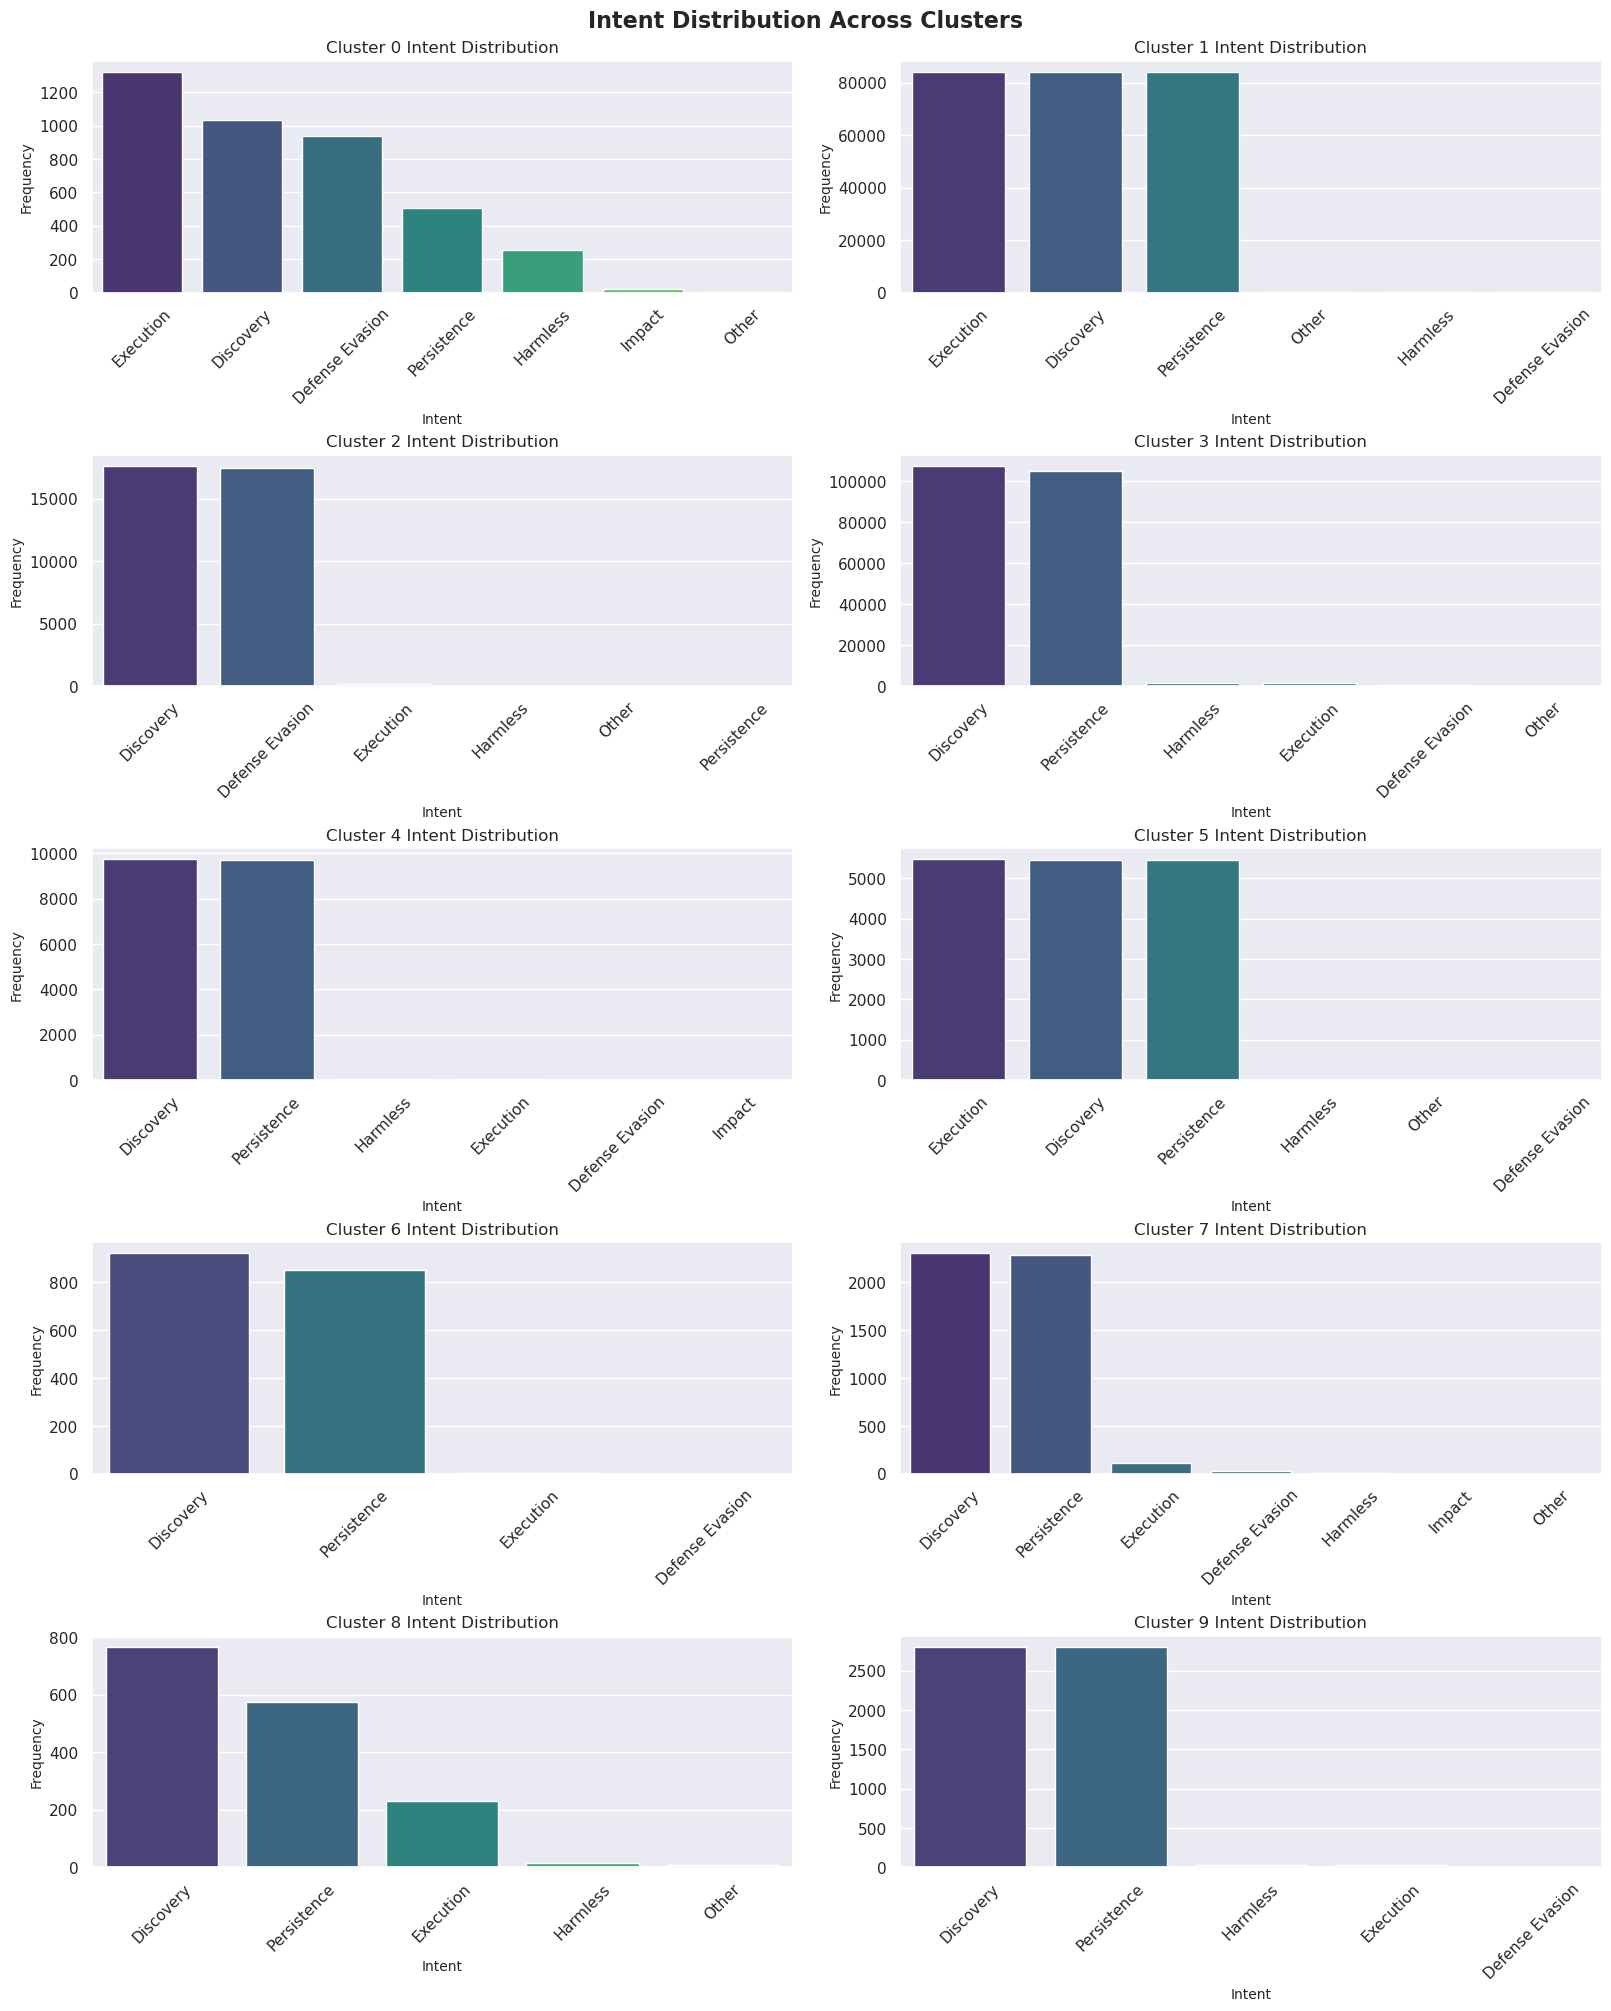 Intent Distribution Across Clusters
Cluster 0 Intent Distribution
Frequency
1200
1000
800
600
400
200
0
Execution
Discovery
Defense Evasion
Persistence
Harmless
Impact
Other
Intent
Cluster 1 Intent Distribution
Frequency
80000
60000
40000
20000
0
Execution
Discovery
Persistence
Other
Harmless
Defense Evasion
Intent
Cluster 2 Intent Distribution
Frequency
15000
10000
5000
0
Discovery
Defense Evasion
Execution
Harmless
Other
Persistence
Intent
Cluster 3 Intent Distribution
Frequency
100000
80000
60000
40000
20000
0
Discovery
Persistence
Harmless
Execution
Defense Evasion
Other
Intent
Cluster 4 Intent Distribution
Frequency
10000
8000
6000
4000
2000
0
Discovery
Persistence
Harmless
Execution
Defense Evasion
Impact
Intent
Cluster 5 Intent Distribution
Frequency
5000
4000
3000
2000
1000
0
Execution
Discovery
Persistence
Harmless
Other
Defense Evasion
Intent
Cluster 6 Intent Distribution
Frequency
800
600
400
200
0
Discovery
Persistence
Execution
Defense Evasion
Intent
Cluster 7 Intent Distribution
Frequency
2000
1500
1000
500
0
Discovery
Persistence
Execution
Defense Evasion
Harmless
Impact
Other
Intent
Cluster 8 Intent Distribution
Frequency
800
600
400
200
0
Discovery
Persistence
Execution
Harmless
Other
Intent
Cluster 9 Intent Distribution
Frequency
2500
2000
1500
1000
500
0
Discovery
Persistence
Harmless
Execution
Defense Evasion
Intent